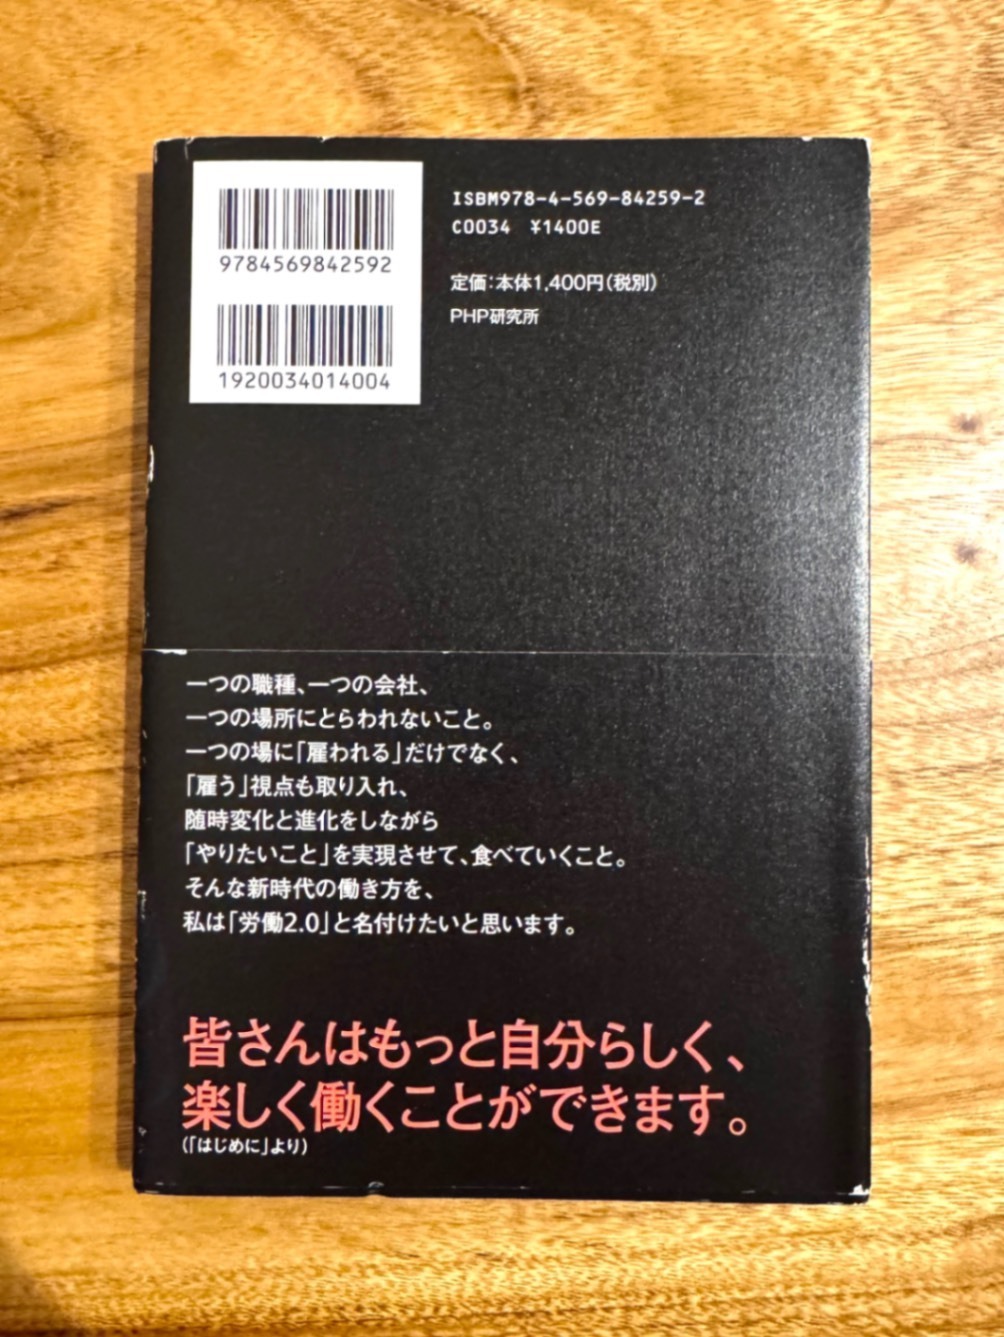 9784569842592
1920034014004
ISBN978-4-569-84259-2
C0034 ¥1400E
定価:本体1,400円(税別)
PHP研究所
一つの職種、一つの会社、
一つの場所にとらわれないこと。
一つの場に「雇われる」だけでなく、
「雇う」視点も取り入れ、
随時変化と進化をしながら
「やりたいこと」を実現させて、食べていくこと。
そんな新時代の働き方を、
私は「労働2.0」と名付けたいと思います。
皆さんはもっと自分らしく、
楽しく働くことができます。
(「はじめに」より)